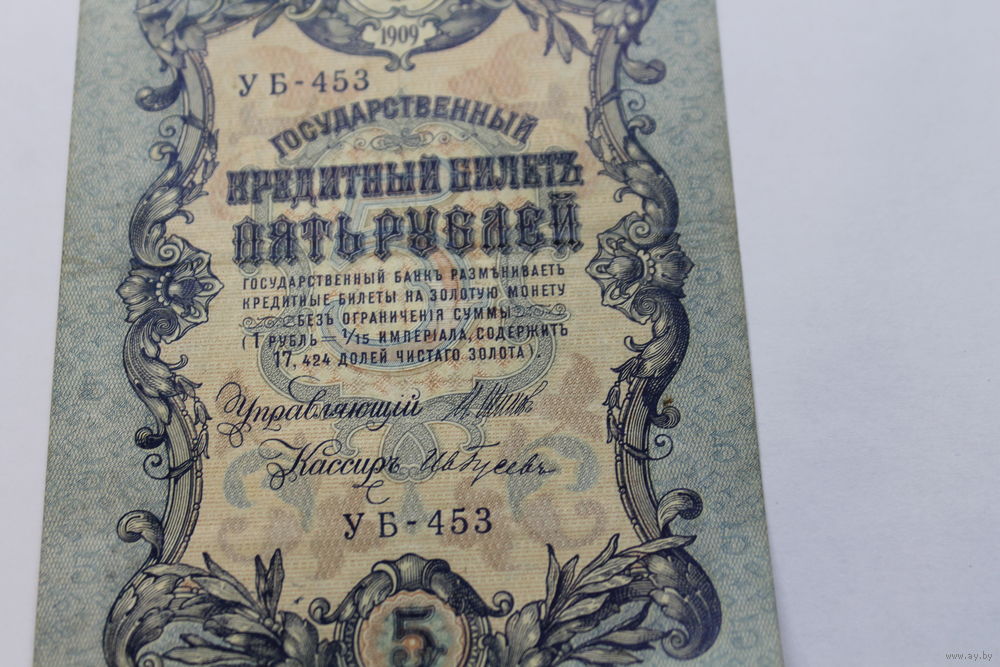 1909
УБ-453
ГОСУДАРСТВЕННЫЙ
КРЕДИТНЫЙ БИЛЕТЪ
ПЯТЬ РУБЛЕЙ
ГОСУДАРСТВЕННЫЙ БАНКЪ РАЗМѢНИВАЕТЪ
КРЕДИТНЫЕ БИЛЕТЫ НА ЗОЛОТУЮ МОНЕТУ
БЕЗЪ ОГРАНИЧЕНІЯ СУММЫ
(1 РУБЛЬ = 1/15 ИМПЕРІАЛА, СОДЕРЖИТЪ
17,424 ДОЛЕЙ ЧИСТАГО ЗОЛОТА).
Управляющій
Кассиръ Ив Гусевъ
УБ-453
5
www.ay.by